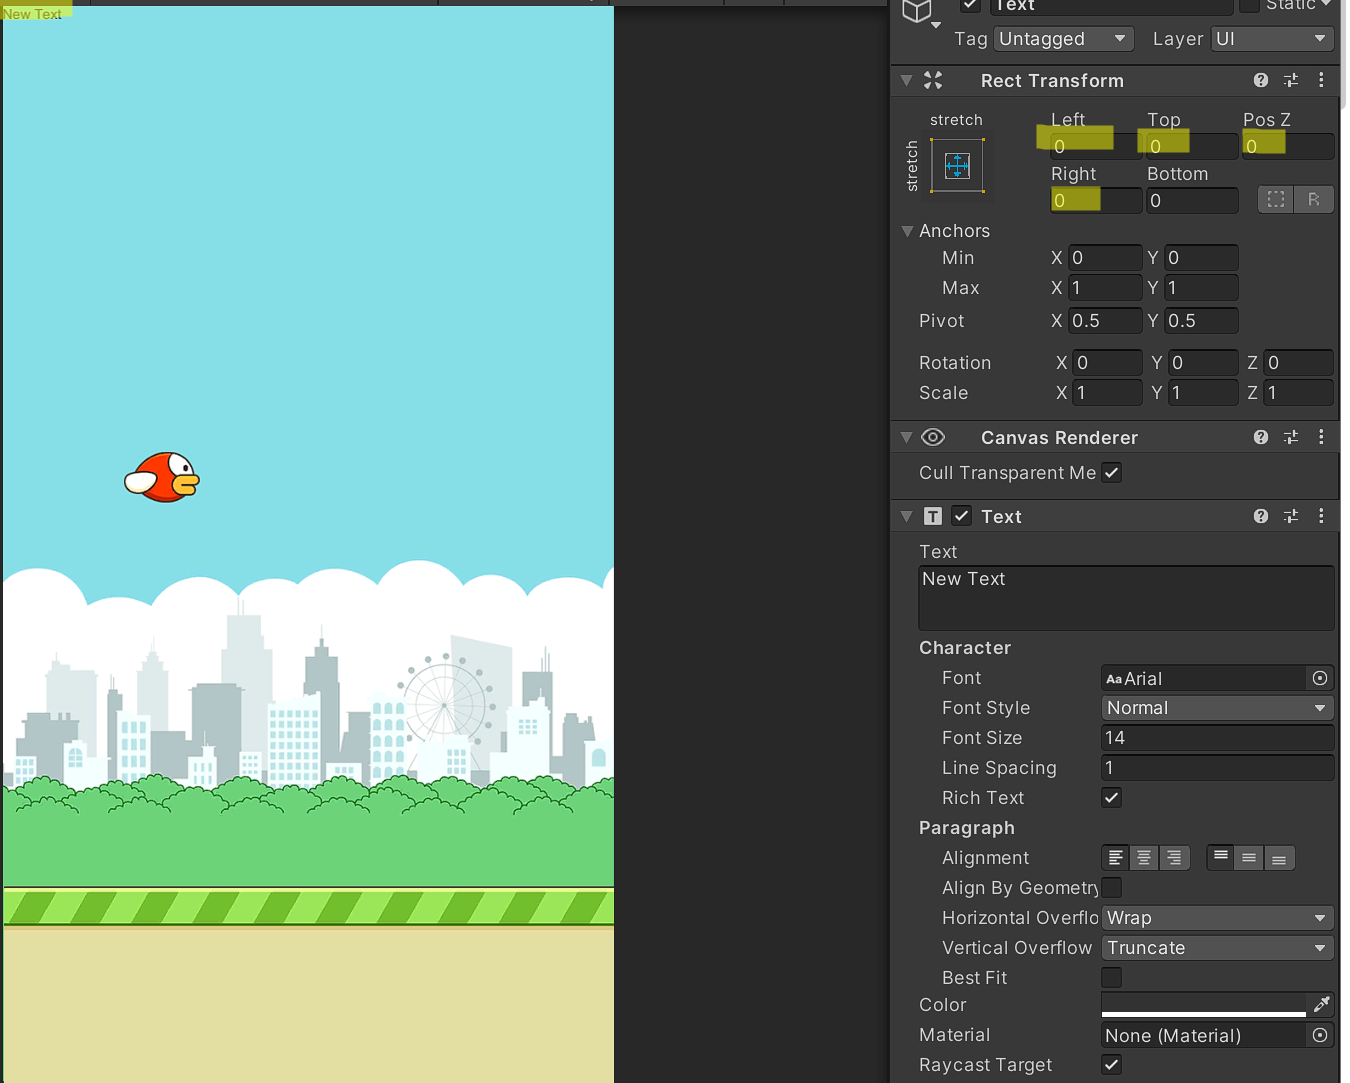 New Text
Text
Static
Tag Untagged Layer UI
Rect Transform
stretch
stretch
Left Top Pos Z
0 0 0
Right Bottom
0 0 R
Anchors
Min X 0 Y 0
Max X 1 Y 1
Pivot X 0.5 Y 0.5
Rotation X 0 Y 0 Z 0
Scale X 1 Y 1 Z 1
Canvas Renderer
Cull Transparent Me
T Text
Text
New Text
Character
Font Aa Arial
Font Style Normal
Font Size 14
Line Spacing 1
Rich Text
Paragraph
Alignment
Align By Geometry
Horizontal Overflo Wrap
Vertical Overflow Truncate
Best Fit
Color
Material None (Material)
Raycast Target